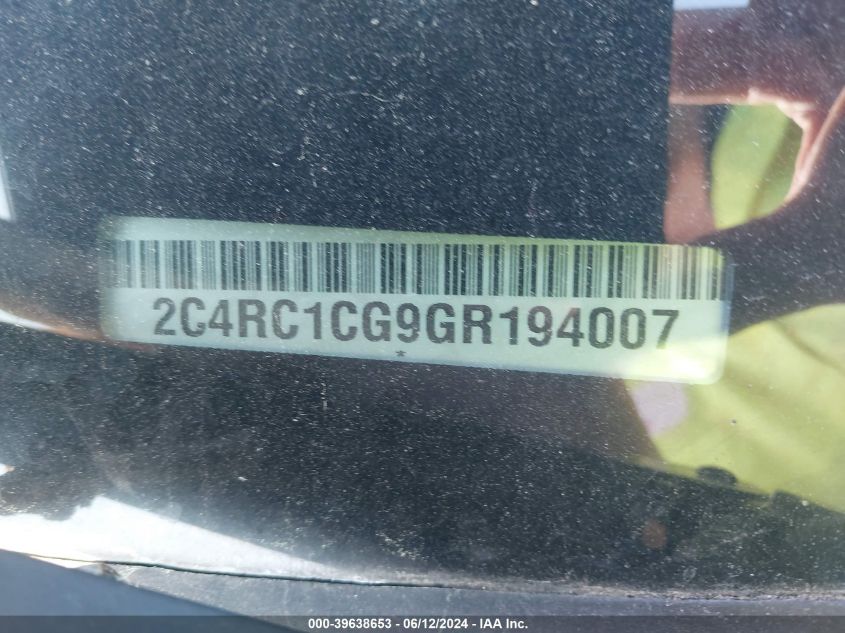 2C4RC1CG9GR194007
*
000-39638653 - 06/12/2024 - IAA Inc.